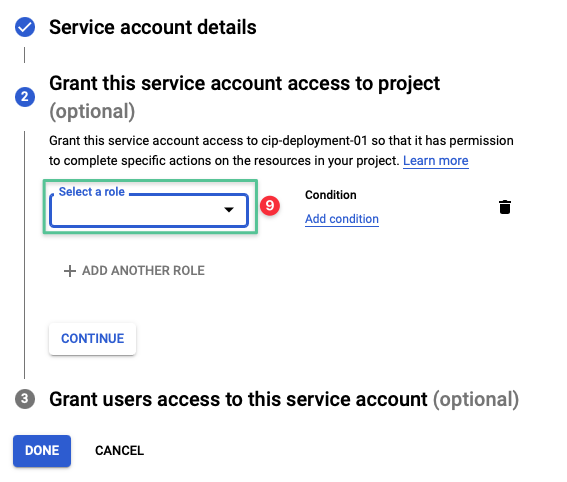 Service account details
2
Grant this service account access to project
(optional)
Grant this service account access to cip-deployment-01 so that it has permission
to complete specific actions on the resources in your project. Learn more
Select a role
9
Condition
Add condition
ADD ANOTHER ROLE
CONTINUE
3
Grant users access to this service account (optional)
DONE
CANCEL